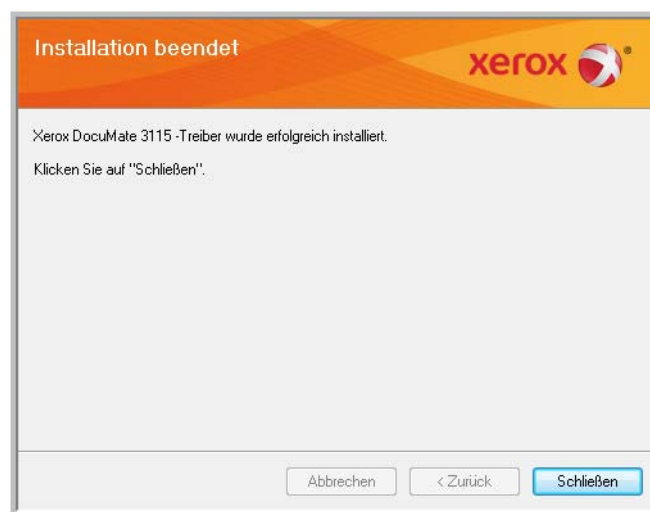 Installation beendet
xerox
Xerox DocuMate 3115 -Treiber wurde erfolgreich installiert.
Klicken Sie auf "Schließen".
Abbrechen
< Zurück
Schließen